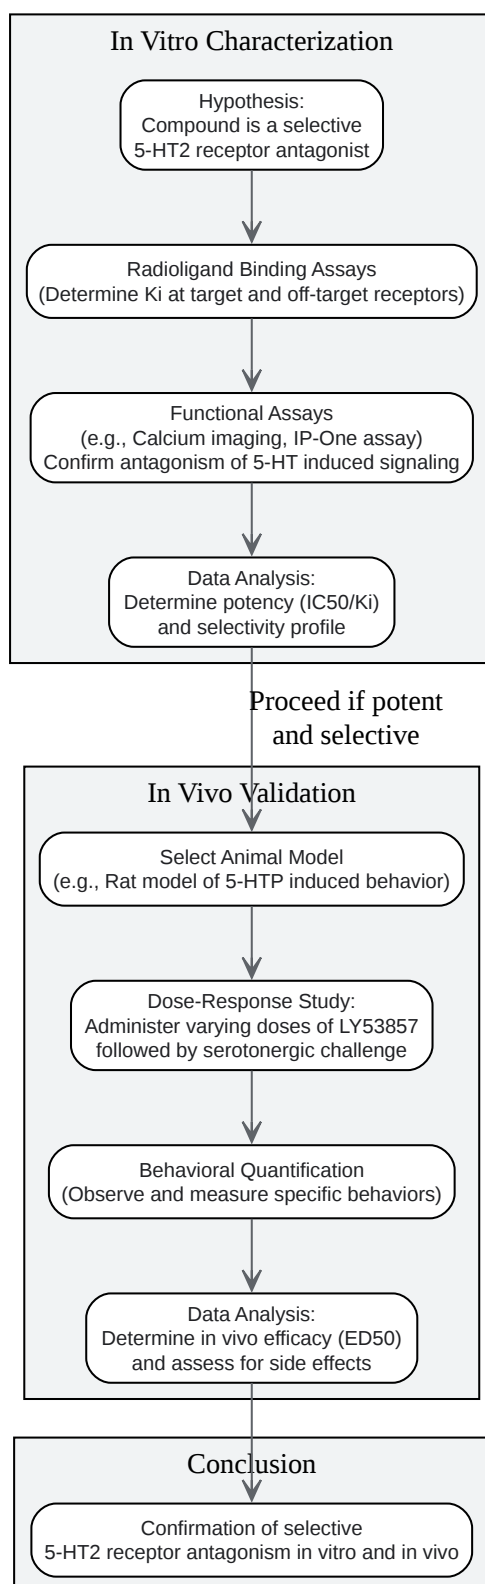 In Vitro Characterization
Hypothesis:
Compound is a selective
5-HT2 receptor antagonist
Radioligand Binding Assays
(Determine Ki at target and off-target receptors)
Functional Assays
(e.g., Calcium imaging, IP-One assay)
Confirm antagonism of 5-HT induced signaling
Data Analysis:
Determine potency (IC50/Ki)
and selectivity profile
Proceed if potent
and selective
In Vivo Validation
Select Animal Model
(e.g., Rat model of 5-HTP induced behavior)
Dose-Response Study:
Administer varying doses of LY53857
followed by serotonergic challenge
Behavioral Quantification
(Observe and measure specific behaviors)
Data Analysis:
Determine in vivo efficacy (ED50)
and assess for side effects
Conclusion
Confirmation of selective
5-HT2 receptor antagonism in vitro and in vivo